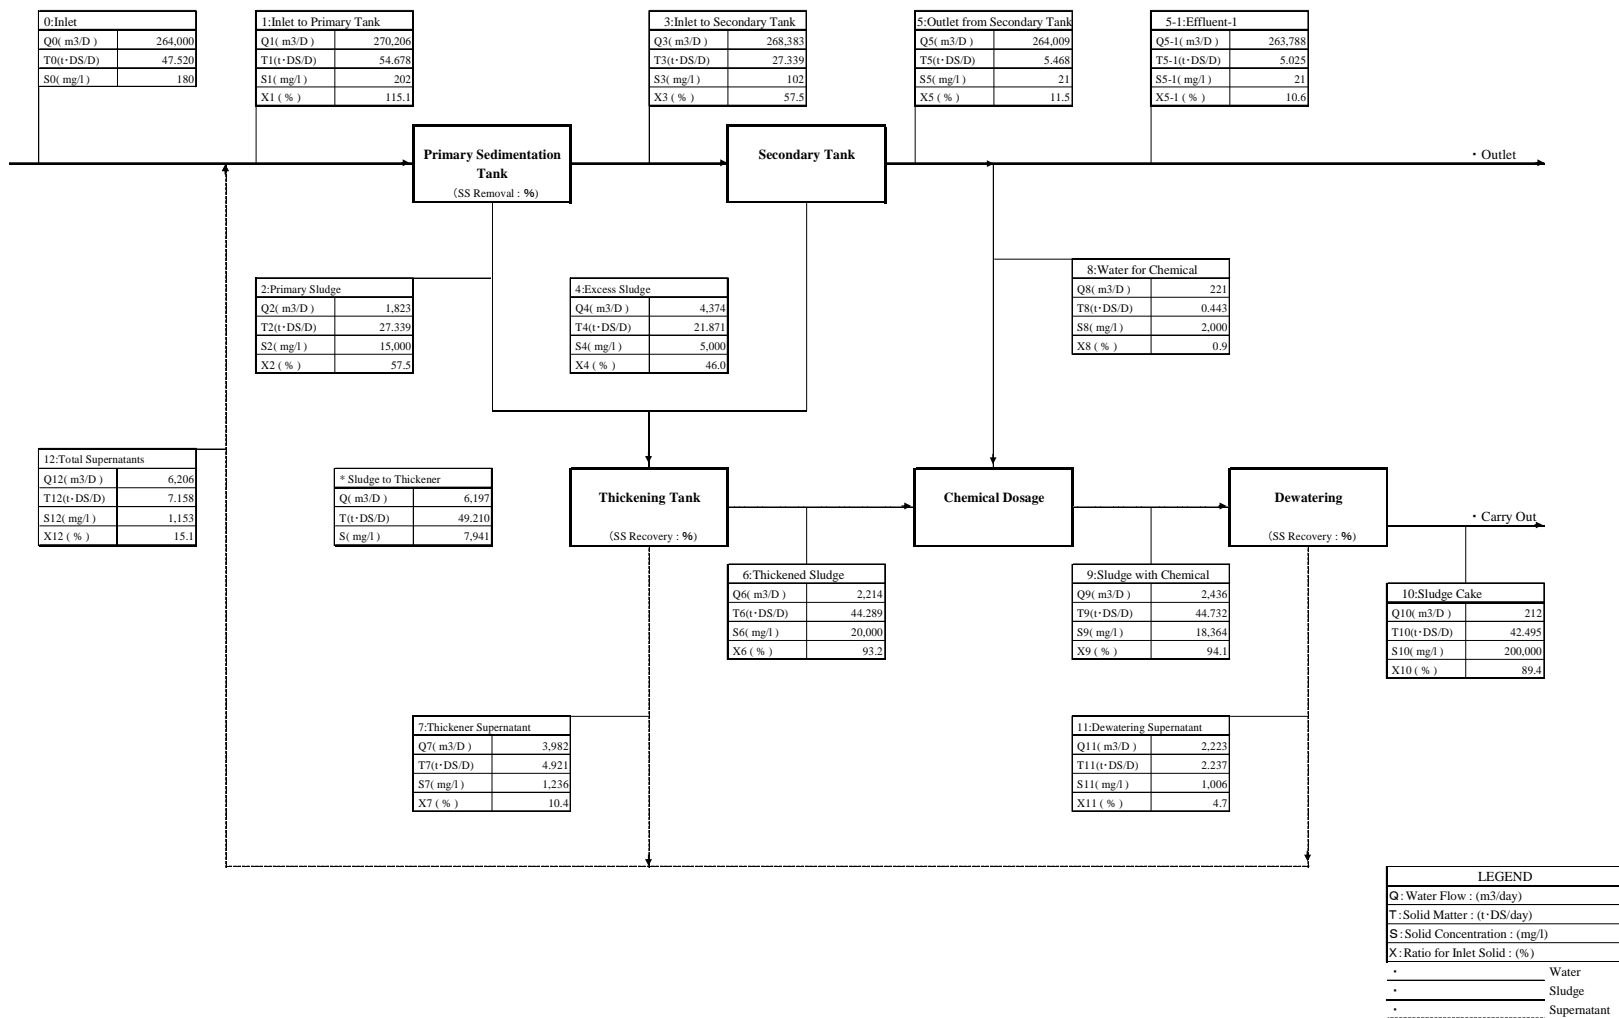 0:Inlet
Q0( m3/D ) 264,000
T0(t･DS/D) 47.520
S0( mg/l ) 180
1:Inlet to Primary Tank
Q1( m3/D ) 270,206
T1(t･DS/D) 54.678
S1( mg/l ) 202
X1 ( % ) 115.1
3:Inlet to Secondary Tank
Q3( m3/D ) 268,383
T3(t･DS/D) 27.339
S3( mg/l ) 102
X3 ( % ) 57.5
5:Outlet from Secondary Tank
Q5( m3/D ) 264,009
T5(t･DS/D) 5.468
S5( mg/l ) 21
X5 ( % ) 11.5
5-1:Effluent-1
Q5-1( m3/D ) 263,788
T5-1(t･DS/D) 5.025
S5-1( mg/l ) 21
X5-1 ( % ) 10.6
Primary Sedimentation
Tank
(SS Removal : %)
Secondary Tank
･ Outlet
2:Primary Sludge
Q2( m3/D ) 1,823
T2(t･DS/D) 27.339
S2( mg/l ) 15,000
X2 ( % ) 57.5
4:Excess Sludge
Q4( m3/D ) 4,374
T4(t･DS/D) 21.871
S4( mg/l ) 5,000
X4 ( % ) 46.0
8:Water for Chemical
Q8( m3/D ) 221
T8(t･DS/D) 0.443
S8( mg/l ) 2,000
X8 ( % ) 0.9
12:Total Supernatants
Q12( m3/D ) 6,206
T12(t･DS/D) 7.158
S12( mg/l ) 1,153
X12 ( % ) 15.1
* Sludge to Thickener
Q( m3/D ) 6,197
T(t･DS/D) 49.210
S( mg/l ) 7,941
Thickening Tank
(SS Recovery : %)
Chemical Dosage
Dewatering
(SS Recovery : %)
･ Carry Out
6:Thickened Sludge
Q6( m3/D ) 2,214
T6(t･DS/D) 44.289
S6( mg/l ) 20,000
X6 ( % ) 93.2
9:Sludge with Chemical
Q9( m3/D ) 2,436
T9(t･DS/D) 44.732
S9( mg/l ) 18,364
X9 ( % ) 94.1
10:Sludge Cake
Q10( m3/D ) 212
T10(t･DS/D) 42.495
S10( mg/l ) 200,000
X10 ( % ) 89.4
7:Thickener Supernatant
Q7( m3/D ) 3,982
T7(t･DS/D) 4.921
S7( mg/l ) 1,236
X7 ( % ) 10.4
11:Dewatering Supernatant
Q11( m3/D ) 2,223
T11(t･DS/D) 2.237
S11( mg/l ) 1,006
X11 ( % ) 4.7
LEGEND
Q: Water Flow : (m3/day)
T: Solid Matter : (t･DS/day)
S: Solid Concentration : (mg/l)
X: Ratio for Inlet Solid : (%)
･ Water
･ Sludge
･ Supernatant